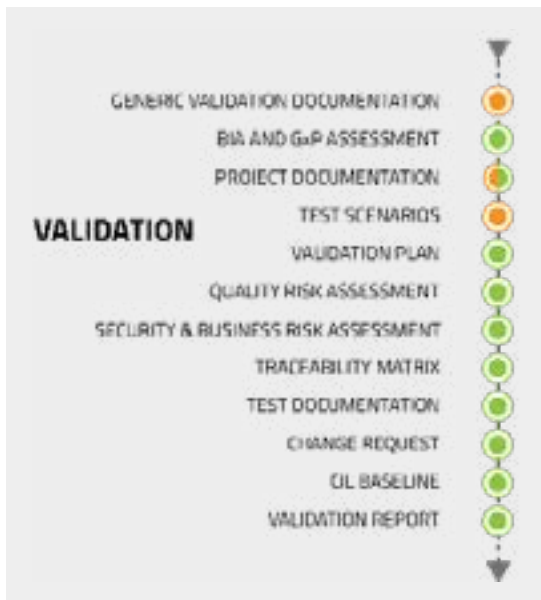 GENERIC VALIDATION DOCUMENTATION
BIA AND GxP ASSESSMENT
PROJECT DOCUMENTATION
TEST SCENARIOS
VALIDATION
VALIDATION PLAN
QUALITY RISK ASSESSMENT
SECURITY & BUSINESS RISK ASSESSMENT
TRACEABILITY MATRIX
TEST DOCUMENTATION
CHANGE REQUEST
CIL BASELINE
VALIDATION REPORT